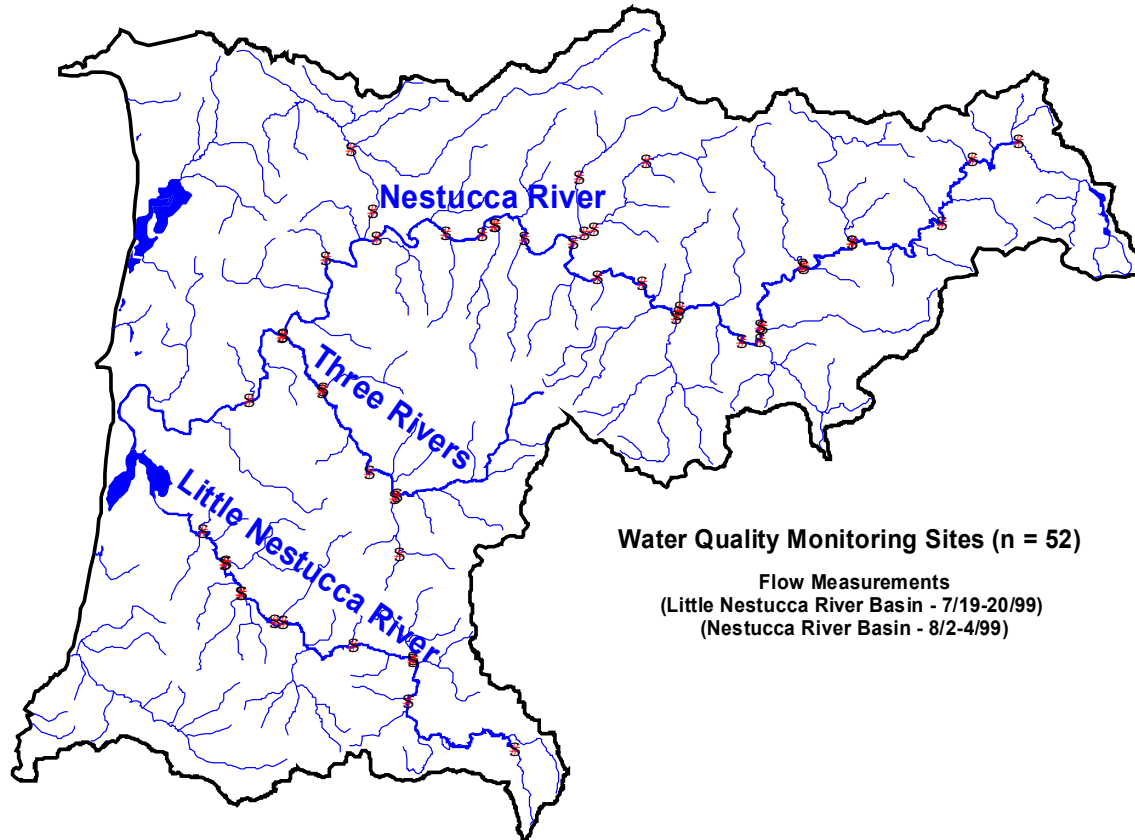 Nestucca River
Three Rivers
Little Nestucca River
Water Quality Monitoring Sites (n = 52)
Flow Measurements
(Little Nestucca River Basin - 7/19-20/99)
(Nestucca River Basin - 8/2-4/99)